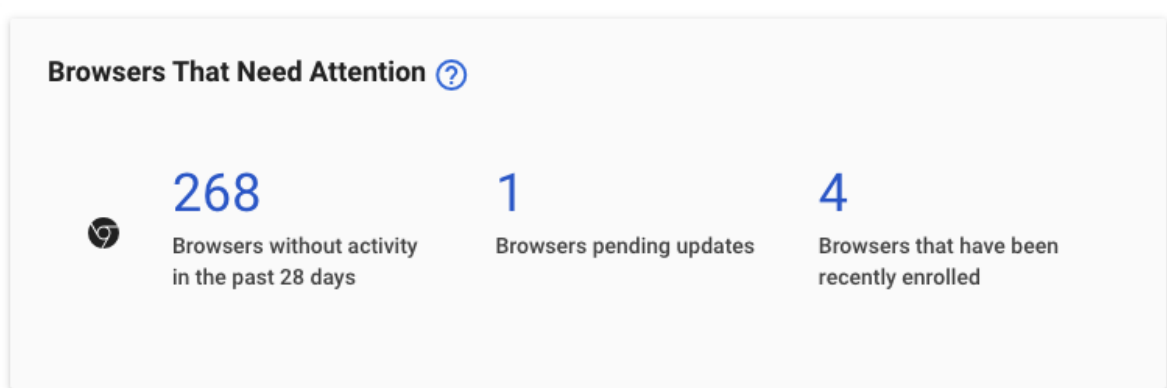 Browsers That Need Attention ?
268
Browsers without activity
in the past 28 days
1
Browsers pending updates
4
Browsers that have been
recently enrolled